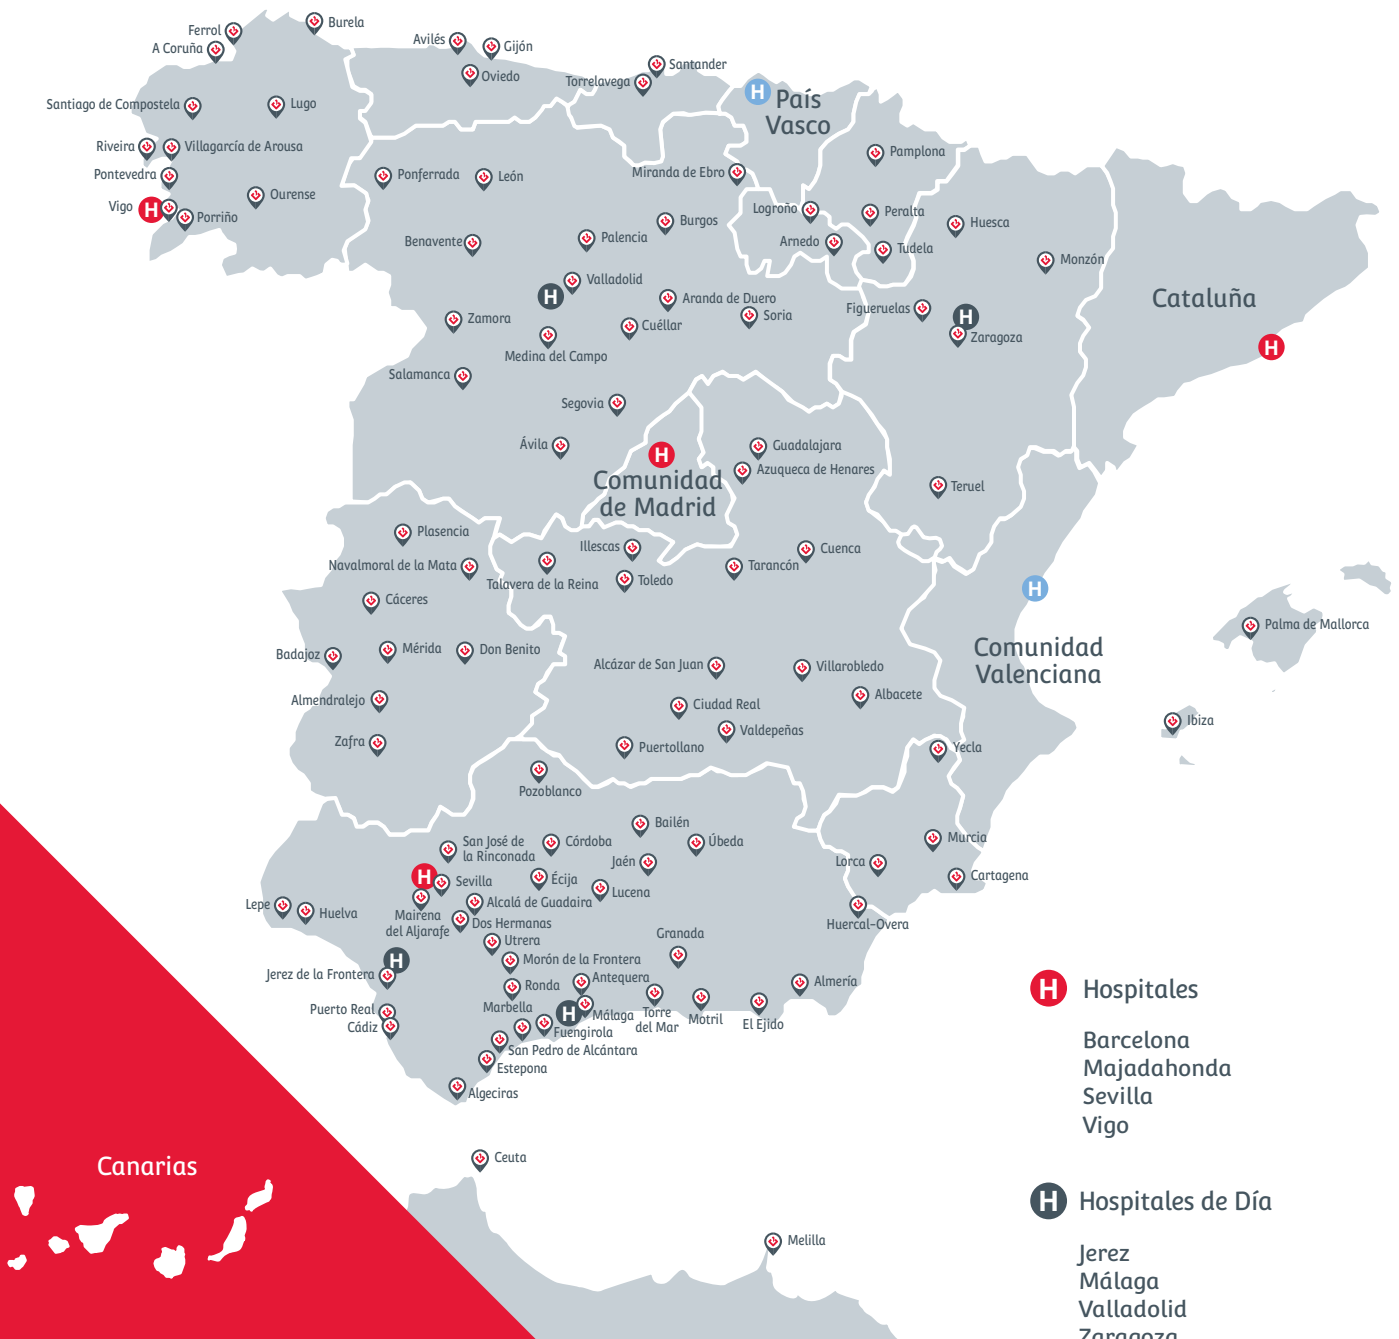 Burela
Ferrol
A Coruña
Avilés
Gijón
Oviedo
Santander
Torrelavega
H
País
Vasco
Santiago de Compostela
Lugo
Riveira
Villagarcía de Arousa
Pontevedra
Ourense
Vigo
H
Porriño
Ponferrada
León
Miranda de Ebro
Pamplona
Logroño
Peralta
Burgos
Palencia
Benavente
Arnedo
Tudela
Huesca
Monzón
Valladolid
H
Aranda de Duero
Soria
Figueruelas
H
Zaragoza
Cataluña
H
Zamora
Cuéllar
Medina del Campo
Salamanca
Segovia
Ávila
H
Comunidad
de Madrid
Guadalajara
Azuqueca de Henares
Teruel
Plasencia
Navalmoral de la Mata
Talavera de la Reina
Illescas
Toledo
Tarancón
Cuenca
Cáceres
H
Comunidad
Valenciana
Palma de Mallorca
Ibiza
Badajoz
Mérida
Don Benito
Alcázar de San Juan
Villarobledo
Albacete
Almendralejo
Ciudad Real
Valdepeñas
Puertollano
Zafra
Yecla
Pozoblanco
Bailén
San José de
la Rinconada
Córdoba
Úbeda
Jaén
Murcia
Lorca
Cartagena
H
Sevilla
Écija
Lucena
Lepe
Huelva
Mairena
del Aljarafe
Alcalá de Guadaira
Dos Hermanas
Utrera
Huercal-Overa
Granada
H
Jerez de la Frontera
Morón de la Frontera
Antequera
Ronda
Almería
Puerto Real
Cádiz
Marbella
H
Málaga
Torre
del Mar
Motril
El Ejido
Fuengirola
San Pedro de Alcántara
Estepona
Algeciras
Ceuta
Melilla
Canarias
H Hospitales
Barcelona
Majadahonda
Sevilla
Vigo
H Hospitales de Día
Jerez
Málaga
Valladolid
Zaragoza